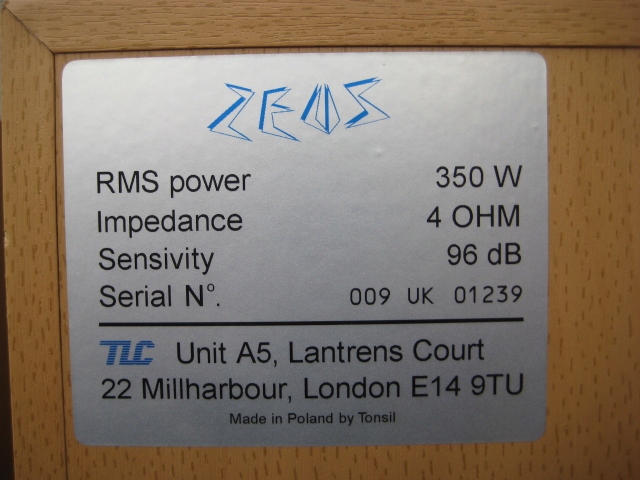 ZEUS
RMS power 350 W
Impedance 4 OHM
Sensivity 96 dB
Serial N°. 009 UK 01239
TLC Unit A5, Lantrens Court
22 Millharbour, London E14 9TU
Made in Poland by Tonsil